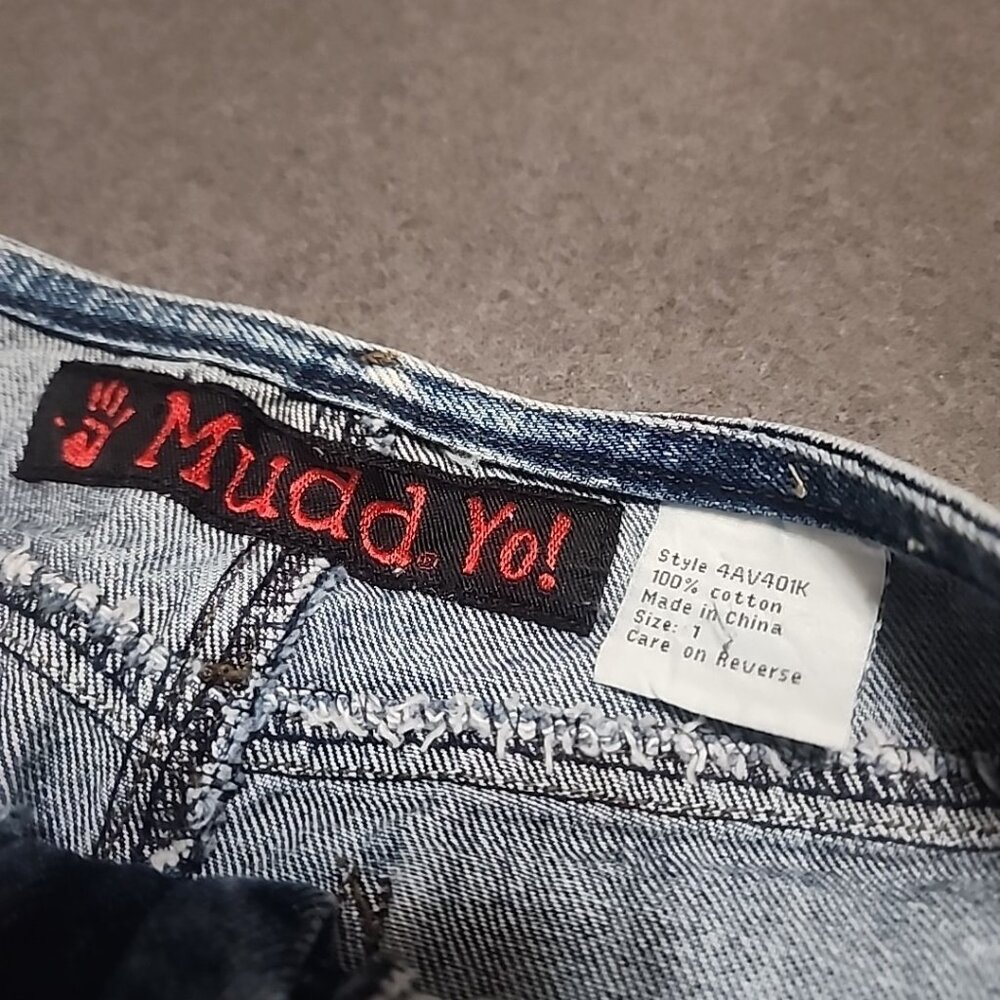 Mudd. Yo!
Style 4AV401K
100% cotton
Made in China
Size: 1
Care on Reverse